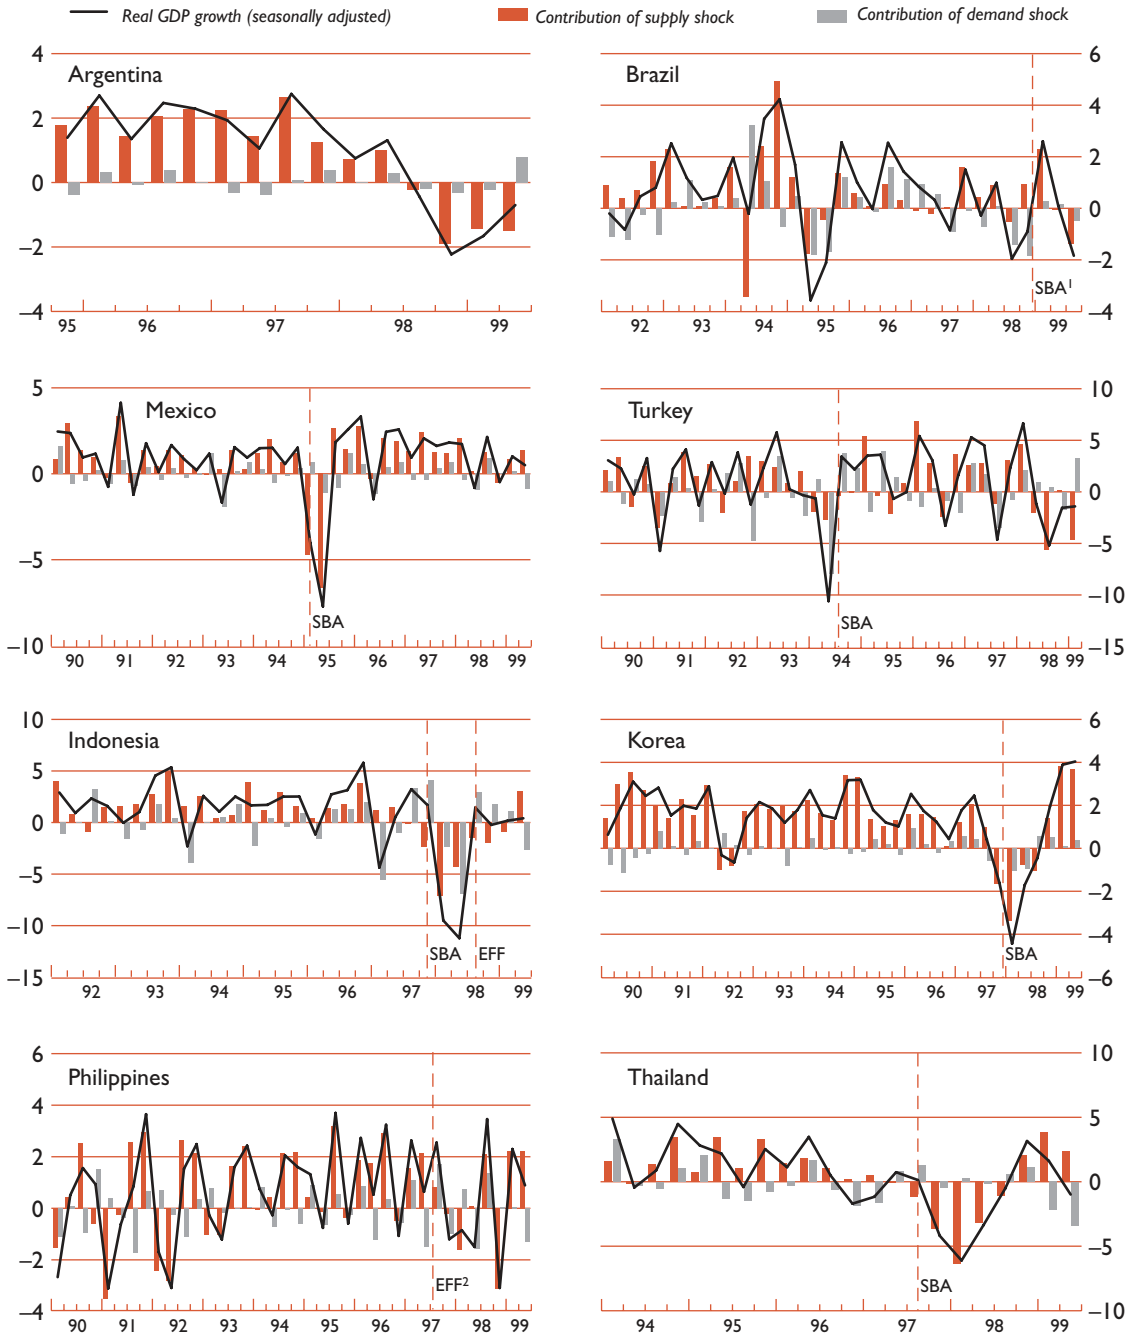 Real GDP growth (seasonally adjusted) Contribution of supply shock Contribution of demand shock
Argentina
4
2
0
−2
−4
95 96 97 98 99
Brazil
6
4
2
0
−2
−4
SBA¹
92 93 94 95 96 97 98 99
Mexico
5
0
−5
−10
SBA
90 91 92 93 94 95 96 97 98 99
Turkey
10
5
0
−5
−10
−15
SBA
90 91 92 93 94 95 96 97 98 99
Indonesia
10
5
0
−5
−10
−15
SBA EFF
92 93 94 95 96 97 98 99
Korea
6
4
2
0
−2
−4
−6
SBA
90 91 92 93 94 95 96 97 98 99
Philippines
6
4
2
0
−2
−4
EFF²
90 91 92 93 94 95 96 97 98 99
Thailand
10
5
0
−5
−10
SBA
94 95 96 97 98 99